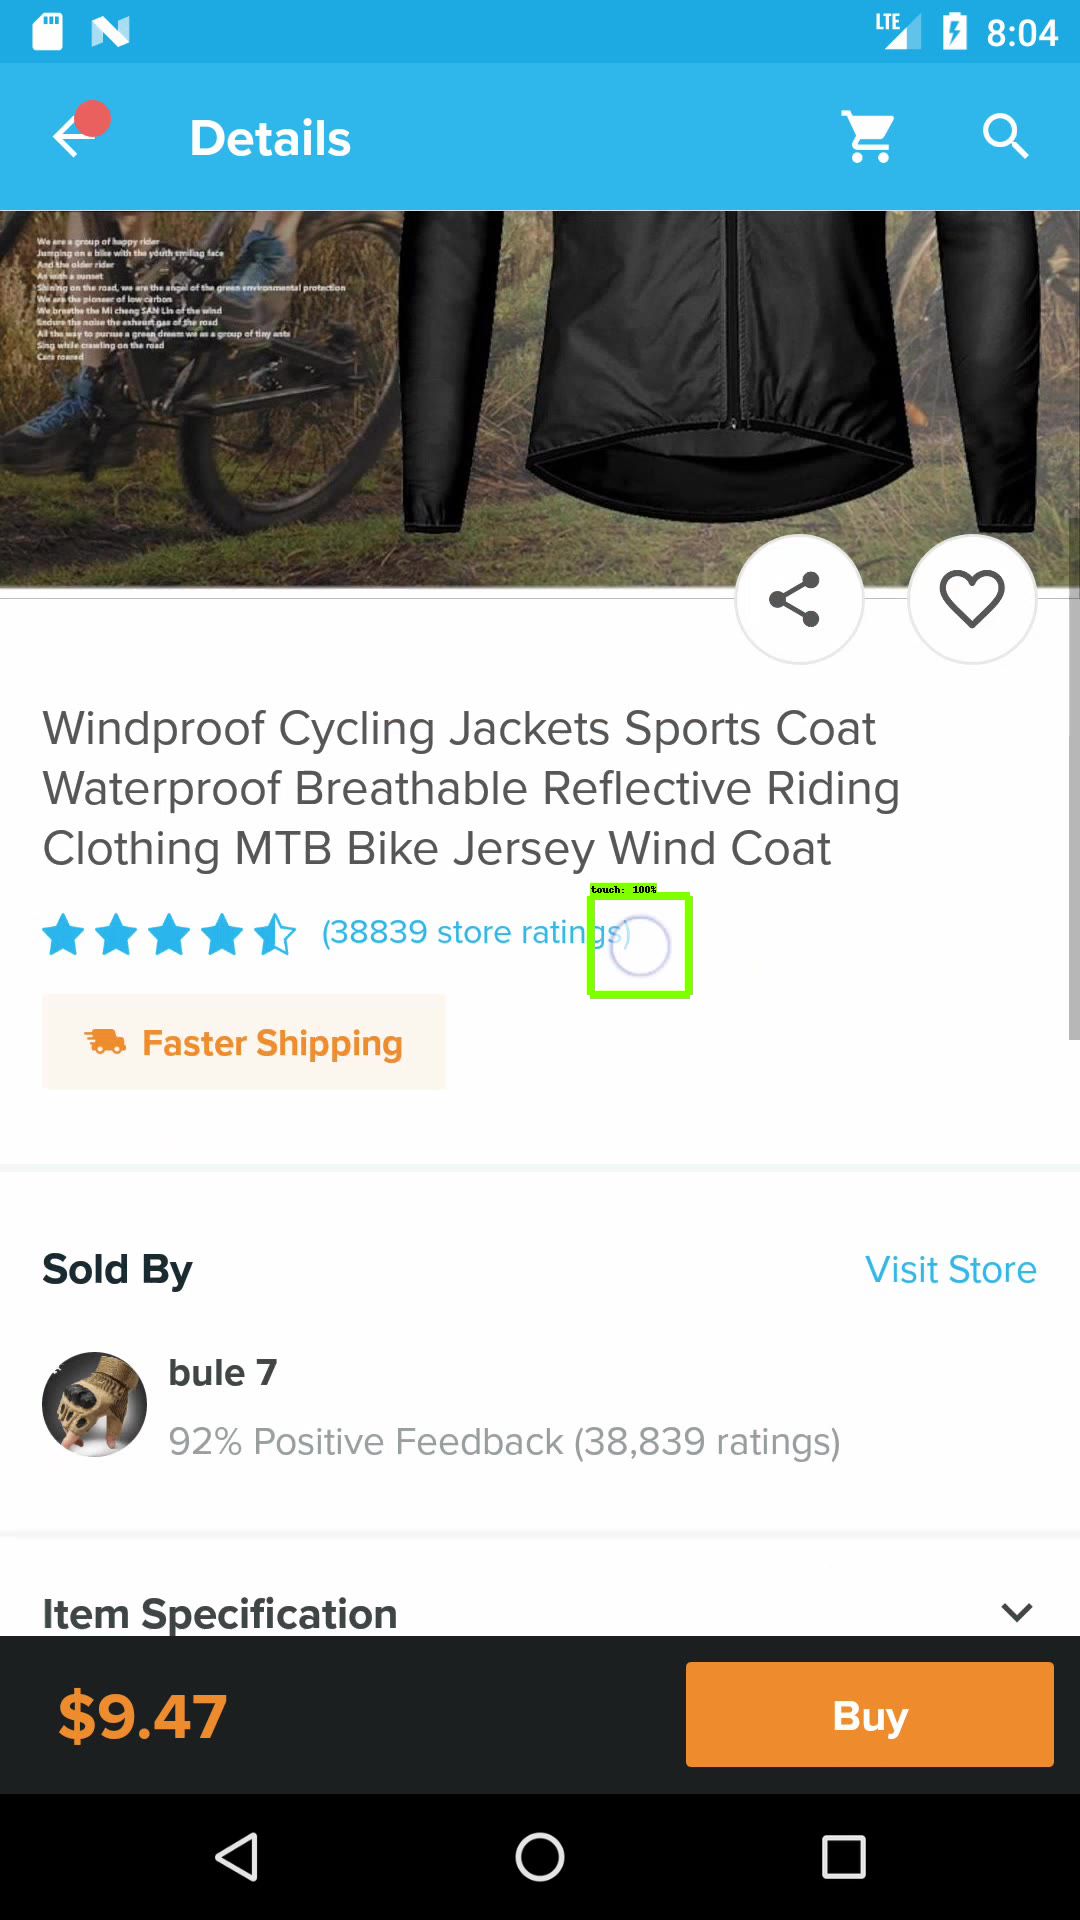 LTE 8:04
Details
We are a group of happy rider
Jumping on a bike with the youth smiling face
And the older rider
As with a sunset
Shining on the road, we are the angel of the green environmental protection
We are the pioneer of low carbon
We breathe the Mi cheng SAN Lin of the wind
Endure the noise the exhaust gas of the road
All the way to pursue a green dream we as a group of tiny ants
Sing while crawling on the road
Cars roared
Windproof Cycling Jackets Sports Coat
Waterproof Breathable Reflective Riding
Clothing MTB Bike Jersey Wind Coat
touch: 100%
(38839 store ratings)
Faster Shipping
Sold By
Visit Store
bule 7
92% Positive Feedback (38,839 ratings)
Item Specification
$9.47
Buy